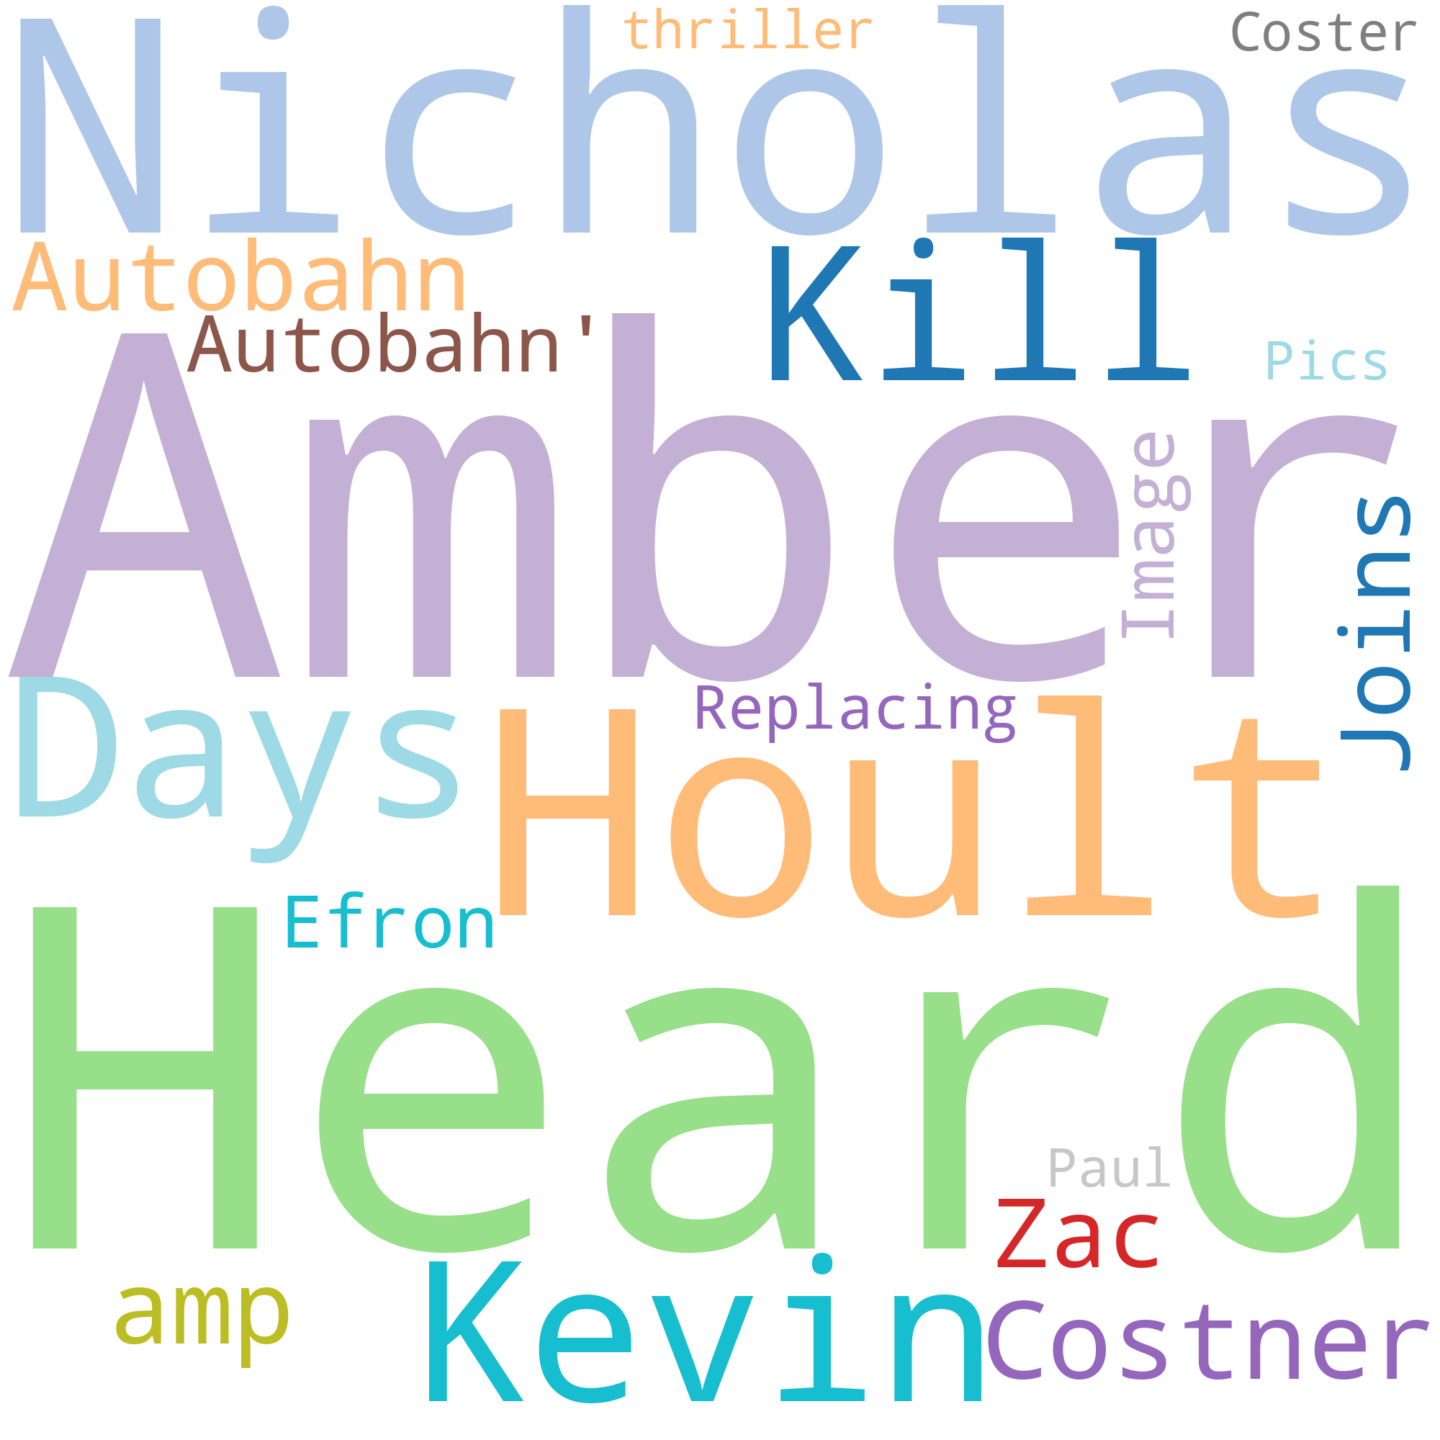 thriller
Coster
Nicholas
Autobahn
Kill
Autobahn'
Pics
Amber
Image
Joins
Days
Replacing
Hoult
Efron
Heard
Paul
Zac
amp
Kevin
Costner